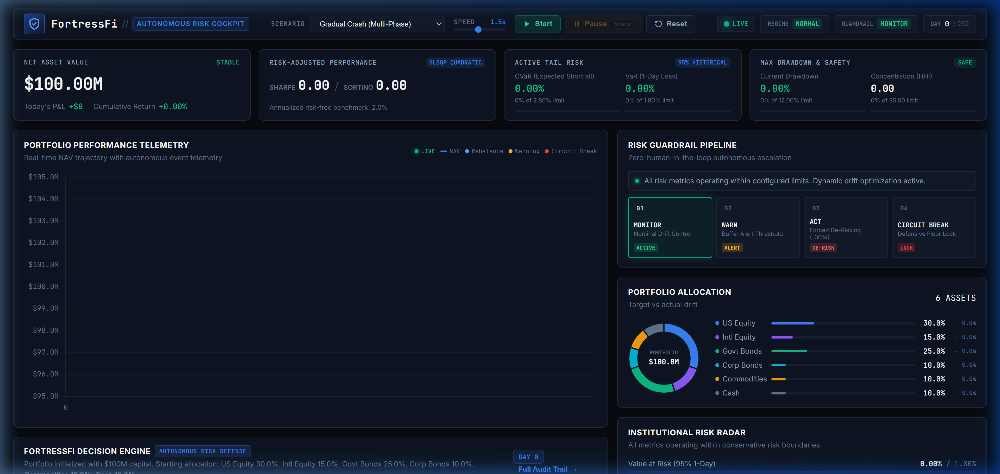 FortressFi // AUTONOMOUS RISK COCKPIT
SCENARIO Gradual Crash (Multi-Phase)
SPEED 1.5s
Start
Pause Space
Reset
LIVE
REGIME NORMAL
GUARDRAIL MONITOR
DAY 0 / 252
NET ASSET VALUE STABLE
$100.00M
Today's P&L +$0 Cumulative Return +0.00%
RISK-ADJUSTED PERFORMANCE SLSQP QUADRATIC
SHARPE 0.00 / SORTINO 0.00
Annualized risk-free benchmark: 2.0%
ACTIVE TAIL RISK 95% HISTORICAL
CVaR (Expected Shortfall) VaR (1-Day Loss)
0.00% 0.00%
0% of 2.80% limit 0% of 1.80% limit
MAX DRAWDOWN & SAFETY SAFE
Current Drawdown Concentration (HHI)
0.00% 0.00
0% of 12.00% limit 0% of 35.00 limit
PORTFOLIO PERFORMANCE TELEMETRY
Real-time NAV trajectory with autonomous event telemetry
LIVE NAV Rebalance Warning Circuit Break
$105.0M
$104.0M
$103.0M
$102.0M
$101.0M
$100.0M
$99.0M
$98.0M
$97.0M
$96.0M
$95.0M
0
RISK GUARDRAIL PIPELINE
Zero-human-in-the-loop autonomous escalation
All risk metrics operating within configured limits. Dynamic drift optimization active.
01
MONITOR
Nominal Drift Control
ACTIVE
02
WARN
Buffer Alert Threshold
ALERT
03
ACT
Forced De-Risking
(-30%)
DE-RISK
04
CIRCUIT BREAK
Defensive Floor Lock
LOCK
PORTFOLIO ALLOCATION
Target vs actual drift
6 ASSETS
PORTFOLIO
$100.0M
US Equity 30.0% — 0.0%
Intl Equity 15.0% — 0.0%
Govt Bonds 25.0% — 0.0%
Corp Bonds 10.0% — 0.0%
Commodities 10.0% — 0.0%
Cash 10.0% — 0.0%
FORTRESSFI DECISION ENGINE AUTONOMOUS RISK DEFENSE
Portfolio initialized with $100M capital. Starting allocation: US Equity 30.0%, Intl Equity 15.0%, Govt Bonds 25.0%, Corp Bonds 10.0%,
Commodities 10.0%, Cash 10.0%.
DAY 0
Full Audit Trail →
INSTITUTIONAL RISK RADAR
All metrics operating within conservative risk boundaries.
Value at Risk (95% 1-Day) 0.00% / 1.80%